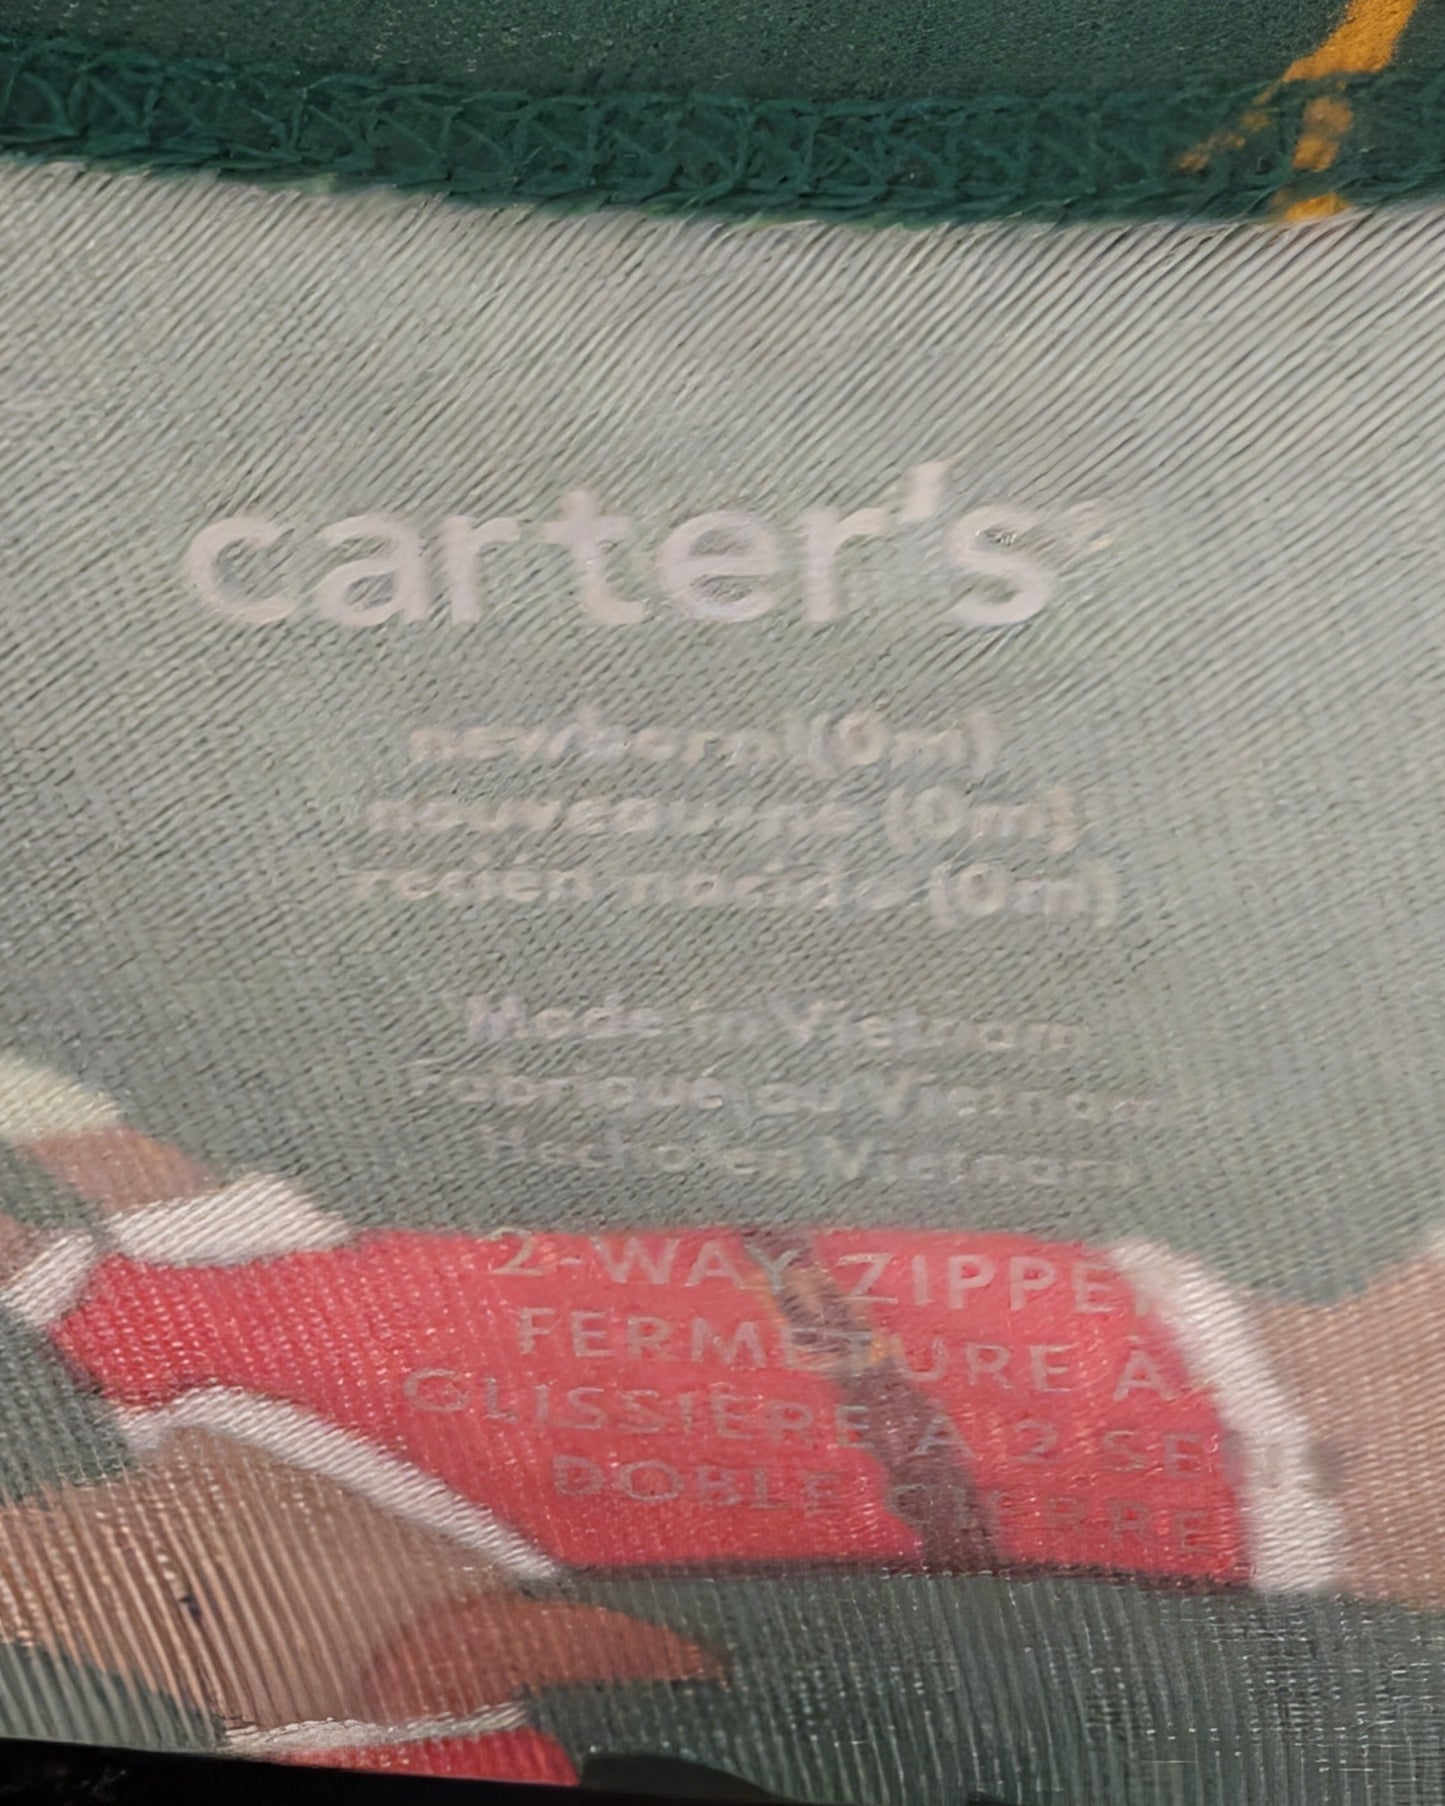 carter's
newborn (0m)
nouveau-né (0m)
recién nacido (0m)
Made in Vietnam
Fabriqué au Vietnam
Hecho en Vietnam
2-WAY ZIPPER
FERMETURE À
GLISSIÈRE À 2
DOBLE CIERRE